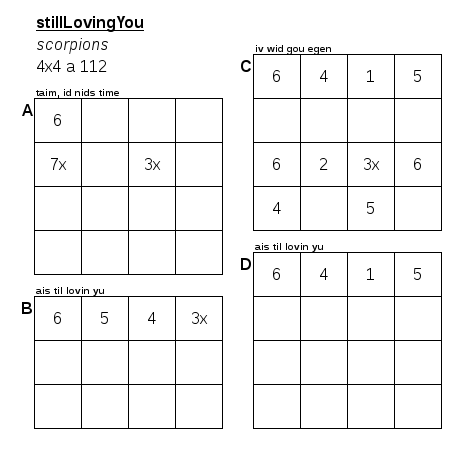 stillLovingYou
scorpions
4x4 a 112
taim, id nids time
A
6
7x 3x
ais til lovin yu
B
6 5 4 3x
iv wid gou egen
C
6 4 1 5
6 2 3x 6
4 5
ais til lovin yu
D
6 4 1 5